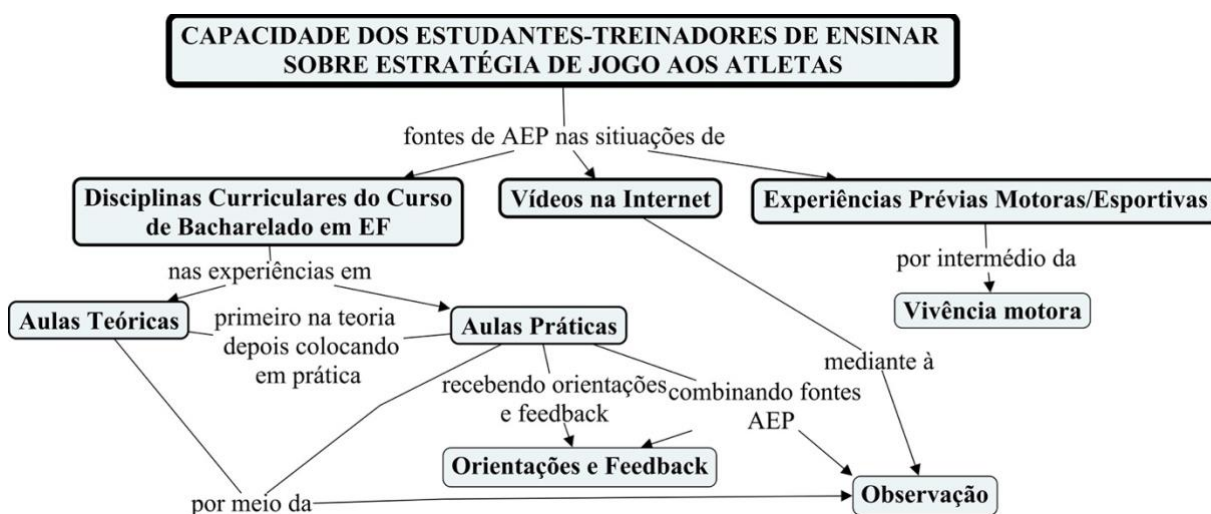 CAPACIDADE DOS ESTUDANTES-TREINADORES DE ENSINAR
SOBRE ESTRATÉGIA DE JOGO AOS ATLETAS
fontes de AEP nas sitiuações de
Disciplinas Curriculares do Curso
de Bacharelado em EF
Vídeos na Internet
Experiências Prévias Motoras/Esportivas
nas experiências em
por intermédio da
Aulas Teóricas
primeiro na teoria
depois colocando
em prática
Aulas Práticas
Vivência motora
recebendo orientações
e feedback
combinando fontes
AEP
mediante à
Orientações e Feedback
Observação
por meio da